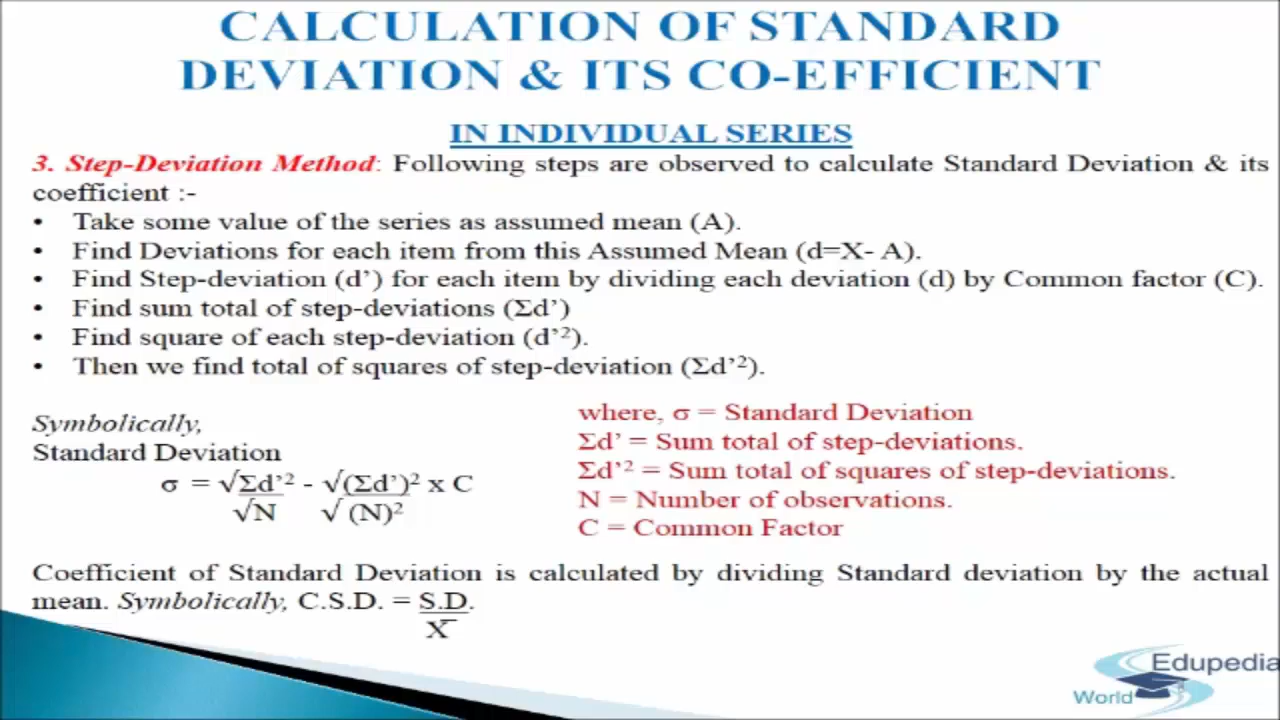 CALCULATION OF STANDARD
DEVIATION & ITS CO-EFFICIENT
IN INDIVIDUAL SERIES
3. Step-Deviation Method: Following steps are observed to calculate Standard Deviation & its
coefficient :-
• Take some value of the series as assumed mean (A).
• Find Deviations for each item from this Assumed Mean (d=X- A).
• Find Step-deviation (d’) for each item by dividing each deviation (d) by Common factor (C).
• Find sum total of step-deviations (Σd’)
• Find square of each step-deviation (d’²).
• Then we find total of squares of step-deviation (Σd’²).
Symbolically,
Standard Deviation
σ = √Σd’² - √(Σd’)² x C
√N √ (N)²
where, σ = Standard Deviation
Σd’ = Sum total of step-deviations.
Σd’² = Sum total of squares of step-deviations.
N = Number of observations.
C = Common Factor
Coefficient of Standard Deviation is calculated by dividing Standard deviation by the actual
mean. Symbolically, C.S.D. = S.D.
X̅
Edupedia
World